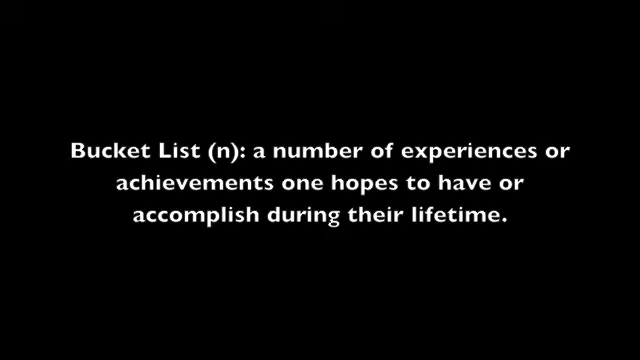 Bucket List (n): a number of experiences or
achievements one hopes to have or
accomplish during their lifetime.